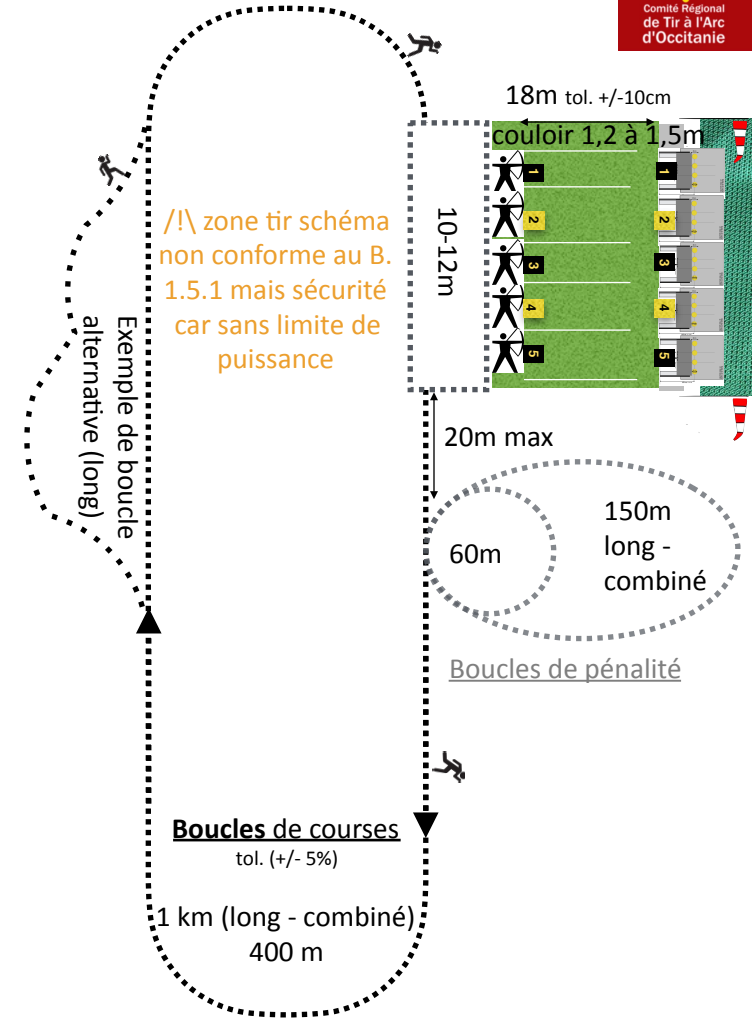 Comité Régional
de Tir à l'Arc
d'Occitanie
18m tol. +/-10cm
couloir 1,2 à 1,5m
1
1
2
2
3
3
4
4
5
5
10-12m
/!\ zone tir schéma
non conforme au B.
1.5.1 mais sécurité
car sans limite de
puissance
Exemple de boucle
alternative (long)
20m max
60m
150m
long -
combiné
Boucles de pénalité
Boucles de courses
tol. (+/- 5%)
1 km (long - combiné)
400 m